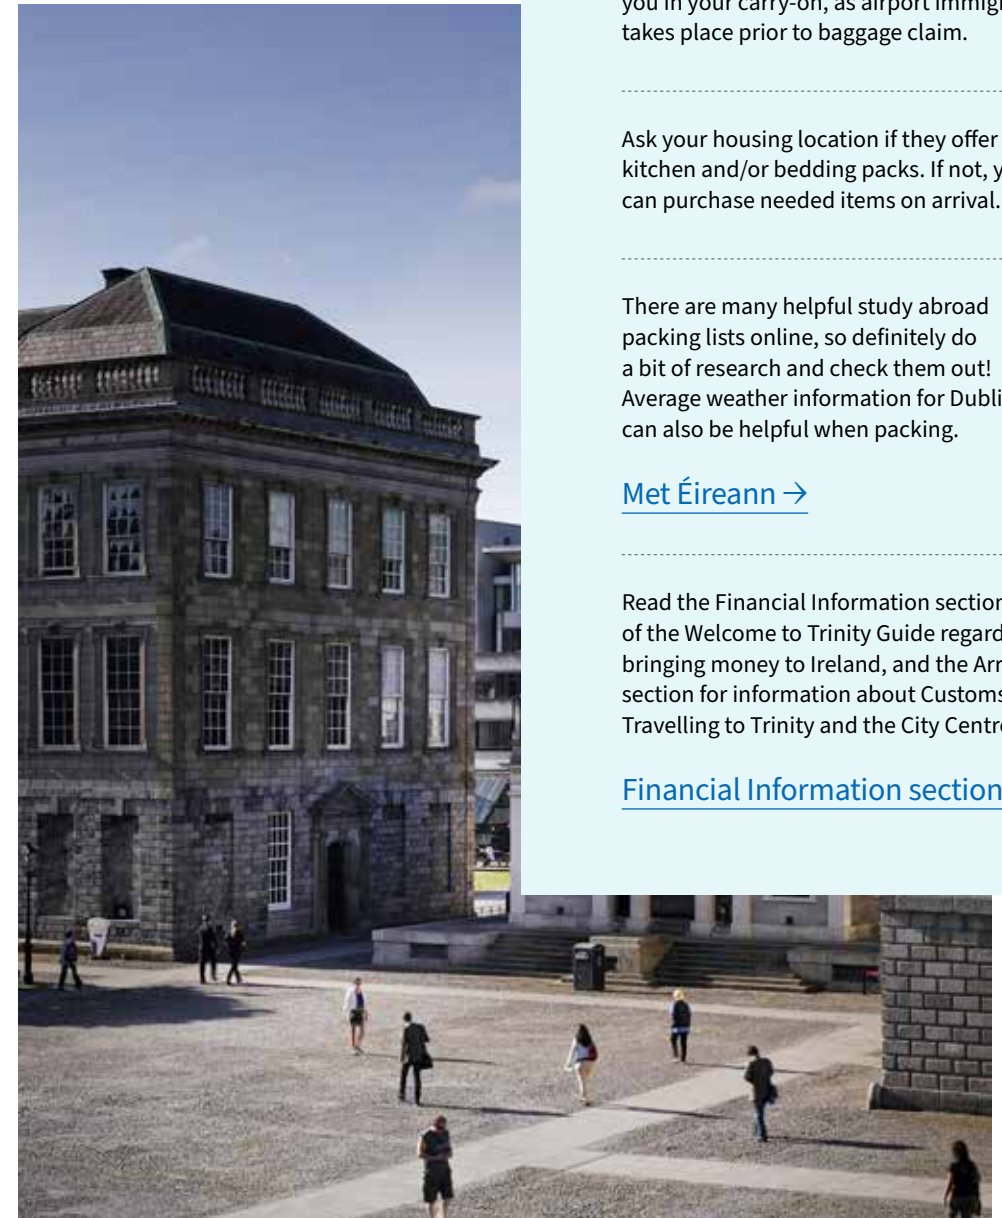 you in your carry-on, as airport
takes place prior to baggage claim.
Ask your housing location if they offer
kitchen and/or bedding packs. If not,
can purchase needed items on arrival.
There are many helpful study abroad
packing lists online, so definitely do
a bit of research and check them out!
Average weather information for
can also be helpful when packing.
Met Éireann →
Read the Financial Information section
of the Welcome to Trinity Guide
bringing money to Ireland, and the
section for information about Customs
Travelling to Trinity and the City
Financial Information section